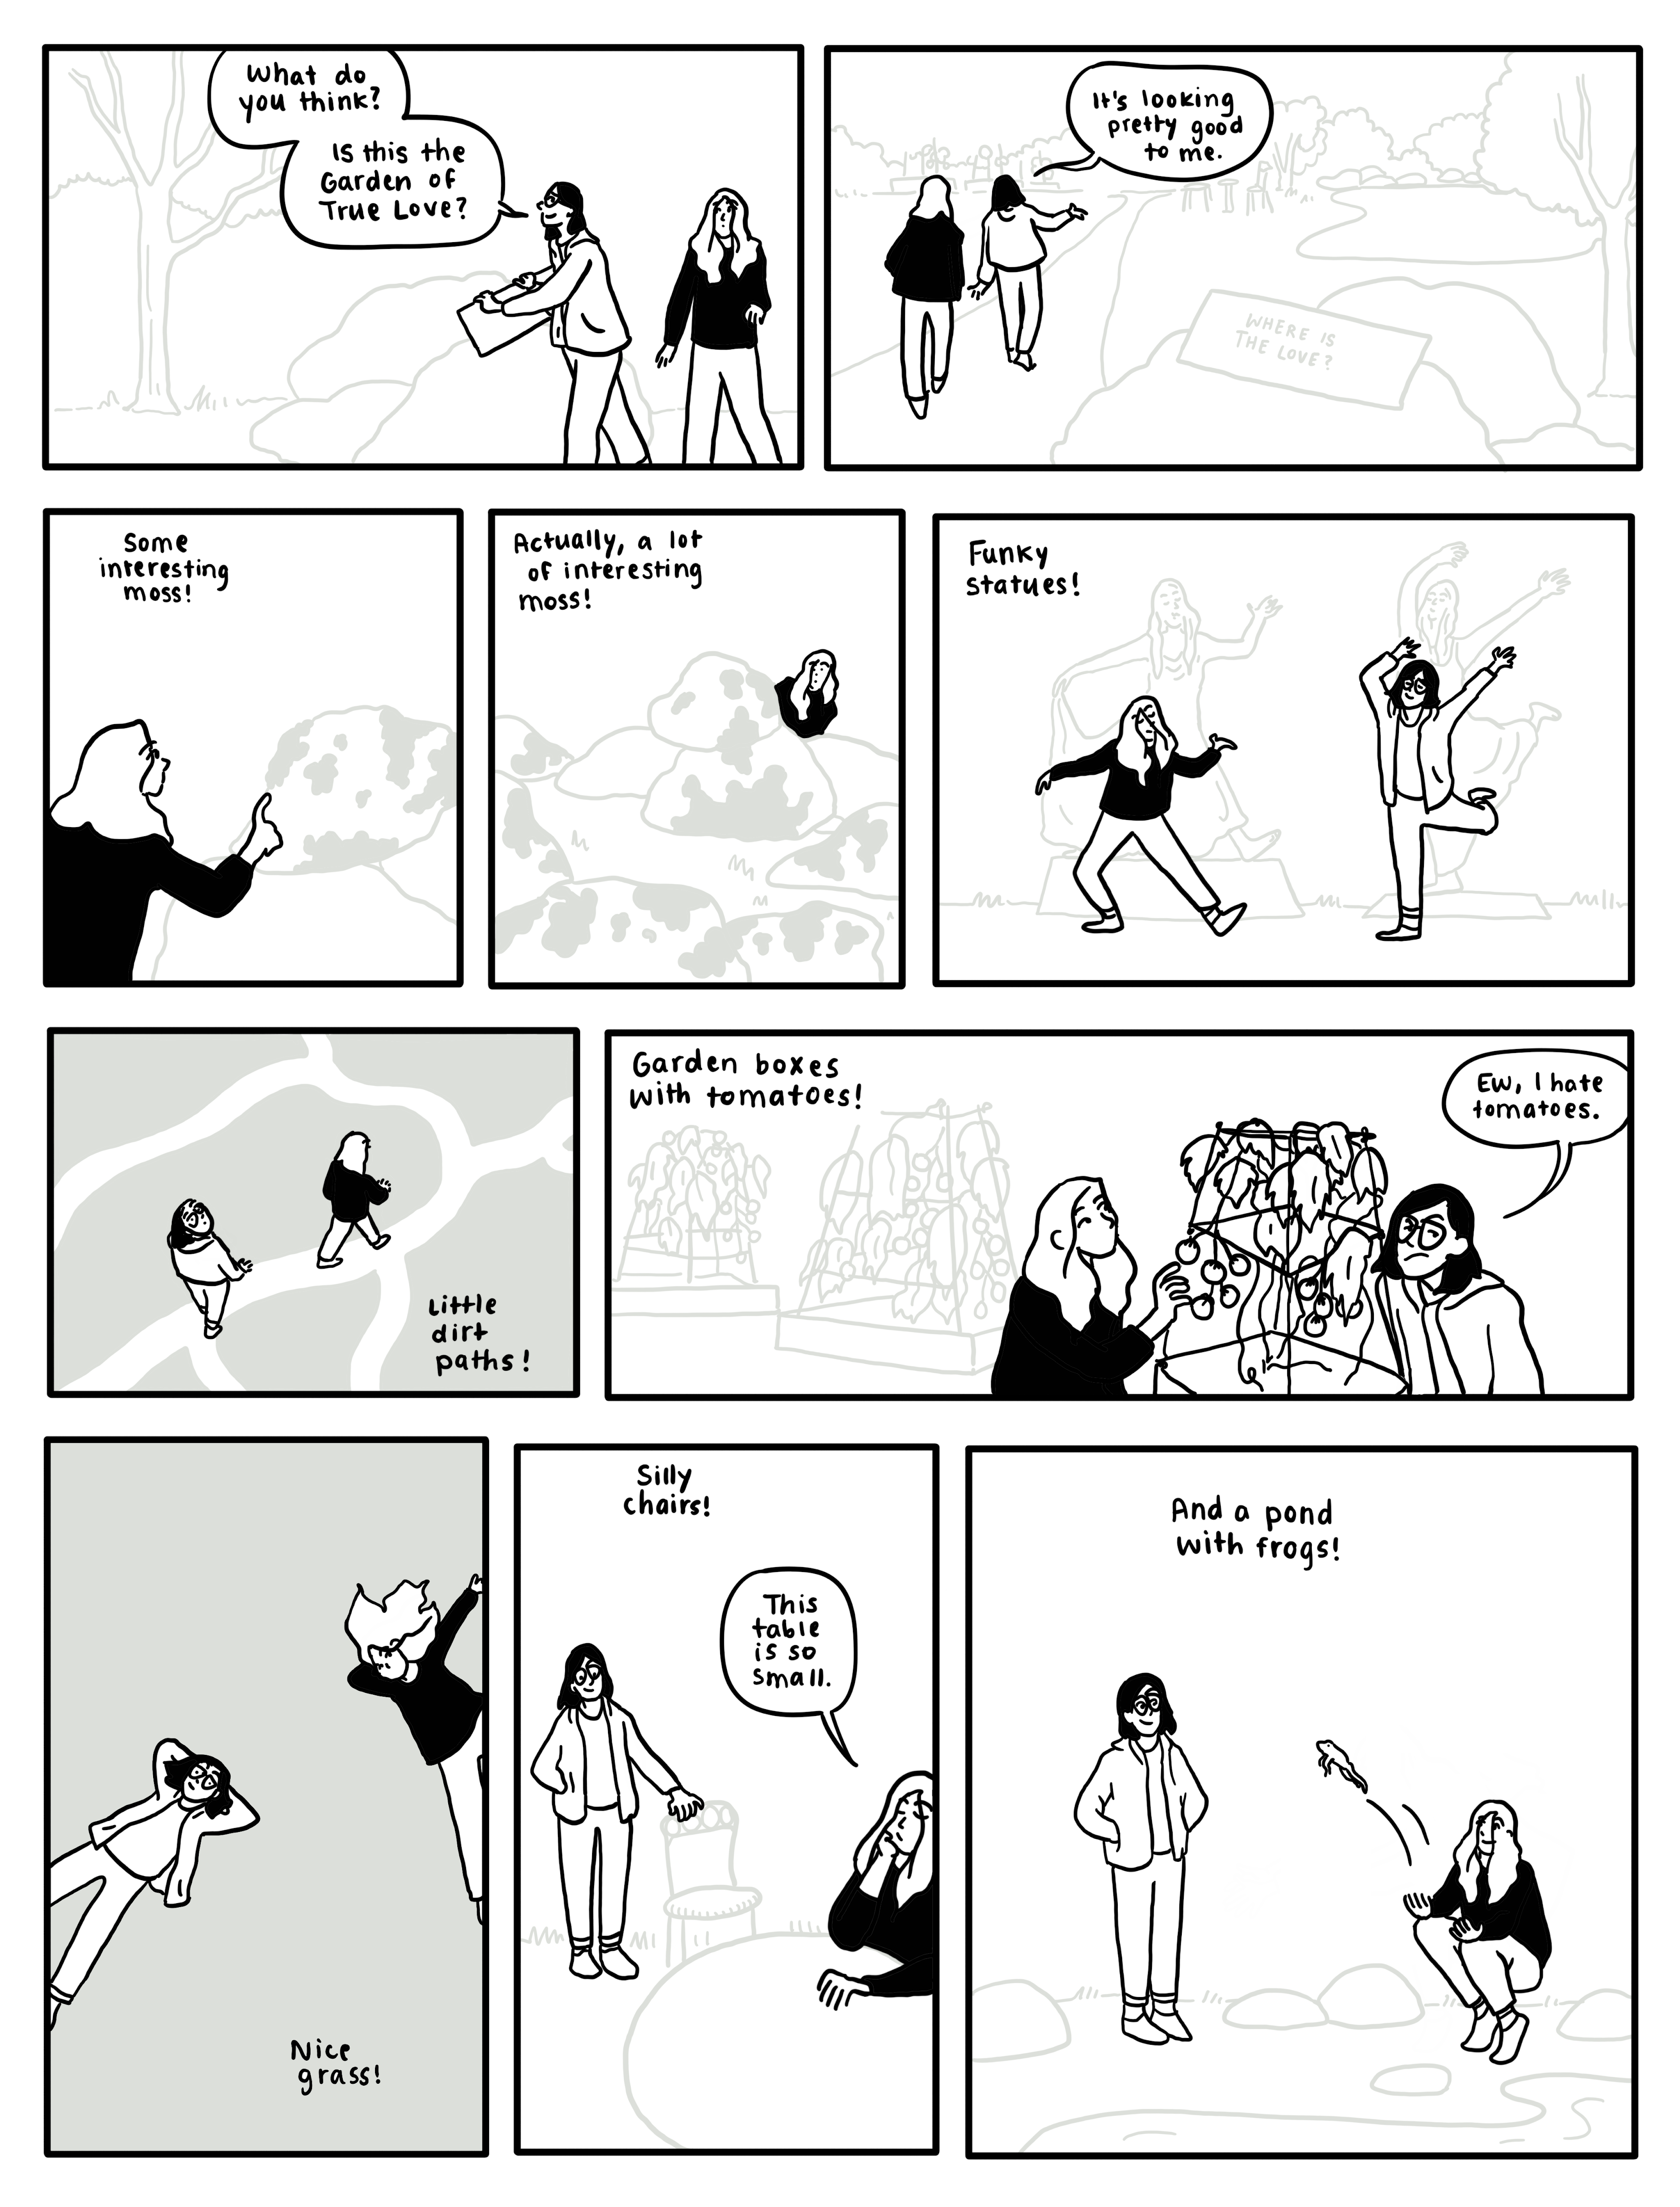 What do
you think?
Is this the
Garden of
True Love?
It's looking
pretty good
to me.
WHERE IS
THE LOVE?
Some
interesting
moss!
Actually, a lot
of interesting
moss!
Funky
statues!
Little
dirt
paths!
Garden boxes
with tomatoes!
Ew, I hate
tomatoes.
Nice
grass!
Silly
chairs!
This
table
is so
small.
And a pond
with frogs!